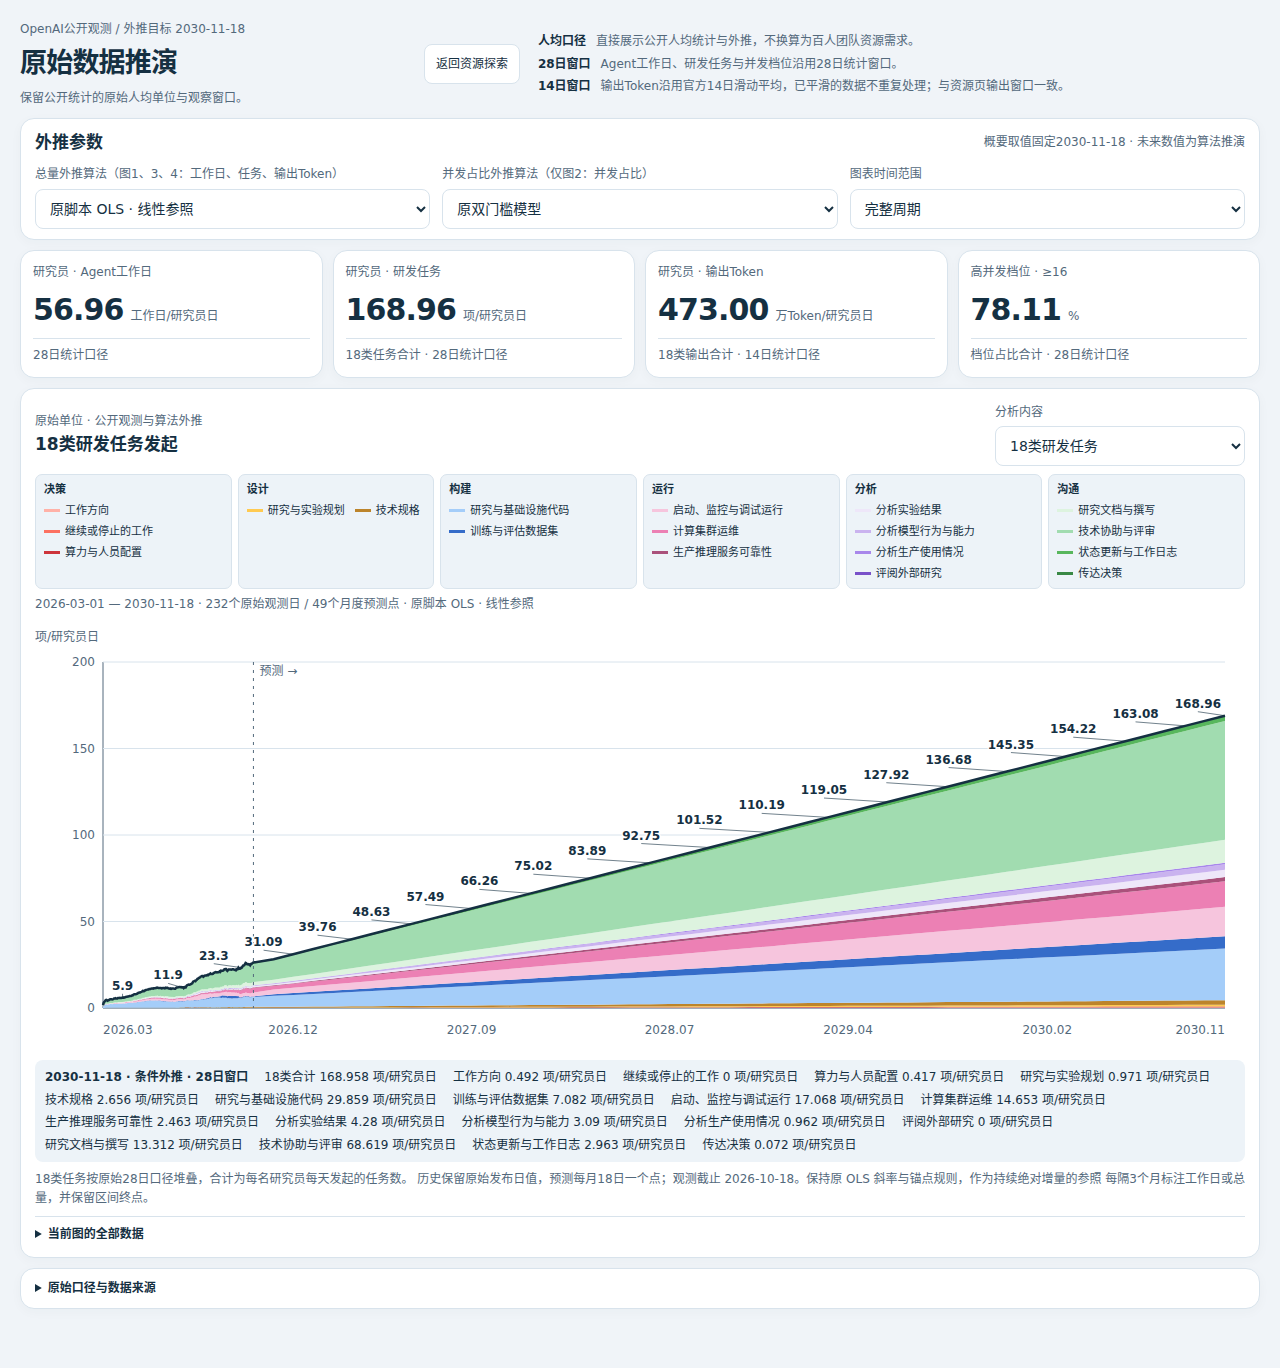 OpenAI公开观测 / 外推目标 2030-11-18
原始数据推演
保留公开统计的原始人均单位与观察窗口。
返回资源探索
人均口径 直接展示公开人均统计与外推，不换算为百人团队资源需求。
28日窗口 Agent工作日、研发任务与并发档位沿用28日统计窗口。
14日窗口 输出Token沿用官方14日滑动平均，已平滑的数据不重复处理；与资源页输出窗口一致。
外推参数
概要取值固定2030-11-18 · 未来数值为算法推演
总量外推算法（图1、3、4：工作日、任务、输出Token）
并发占比外推算法（仅图2：并发占比）
图表时间范围
原脚本 OLS · 线性参照
原双门槛模型
完整周期
研究员 · Agent工作日
56.96 工作日/研究员日
28日统计口径
研究员 · 研发任务
168.96 项/研究员日
18类任务合计 · 28日统计口径
研究员 · 输出Token
473.00 万Token/研究员日
18类输出合计 · 14日统计口径
高并发档位 · ≥16
78.11 %
档位占比合计 · 28日统计口径
原始单位 · 公开观测与算法外推
18类研发任务发起
分析内容
18类研发任务
决策
工作方向
继续或停止的工作
算力与人员配置
设计
研究与实验规划 技术规格
构建
研究与基础设施代码
训练与评估数据集
运行
启动、监控与调试运行
计算集群运维
生产推理服务可靠性
分析
分析实验结果
分析模型行为与能力
分析生产使用情况
评阅外部研究
沟通
研究文档与撰写
技术协助与评审
状态更新与工作日志
传达决策
2026-03-01 — 2030-11-18 · 232个原始观测日 / 49个月度预测点 · 原脚本 OLS · 线性参照
项/研究员日
200
150
100
50
0
预测 →
5.9
11.9
23.3
31.09
39.76
48.63
57.49
66.26
75.02
83.89
92.75
101.52
110.19
119.05
127.92
136.68
145.35
154.22
163.08
168.96
2026.03
2026.12
2027.09
2028.07
2029.04
2030.02
2030.11
2030-11-18 · 条件外推 · 28日窗口 18类合计 168.958 项/研究员日 工作方向 0.492 项/研究员日 继续或停止的工作 0 项/研究员日 算力与人员配置 0.417 项/研究员日 研究与实验规划 0.971 项/研究员日
技术规格 2.656 项/研究员日 研究与基础设施代码 29.859 项/研究员日 训练与评估数据集 7.082 项/研究员日 启动、监控与调试运行 17.068 项/研究员日 计算集群运维 14.653 项/研究员日
生产推理服务可靠性 2.463 项/研究员日 分析实验结果 4.28 项/研究员日 分析模型行为与能力 3.09 项/研究员日 分析生产使用情况 0.962 项/研究员日 评阅外部研究 0 项/研究员日
研究文档与撰写 13.312 项/研究员日 技术协助与评审 68.619 项/研究员日 状态更新与工作日志 2.963 项/研究员日 传达决策 0.072 项/研究员日
18类任务按原始28日口径堆叠，合计为每名研究员每天发起的任务数。 历史保留原始发布日值，预测每月18日一个点；观测截止 2026-10-18。保持原 OLS 斜率与锚点规则，作为持续绝对增量的参照 每隔3个月标注工作日或总
量，并保留区间终点。
当前图的全部数据
原始口径与数据来源